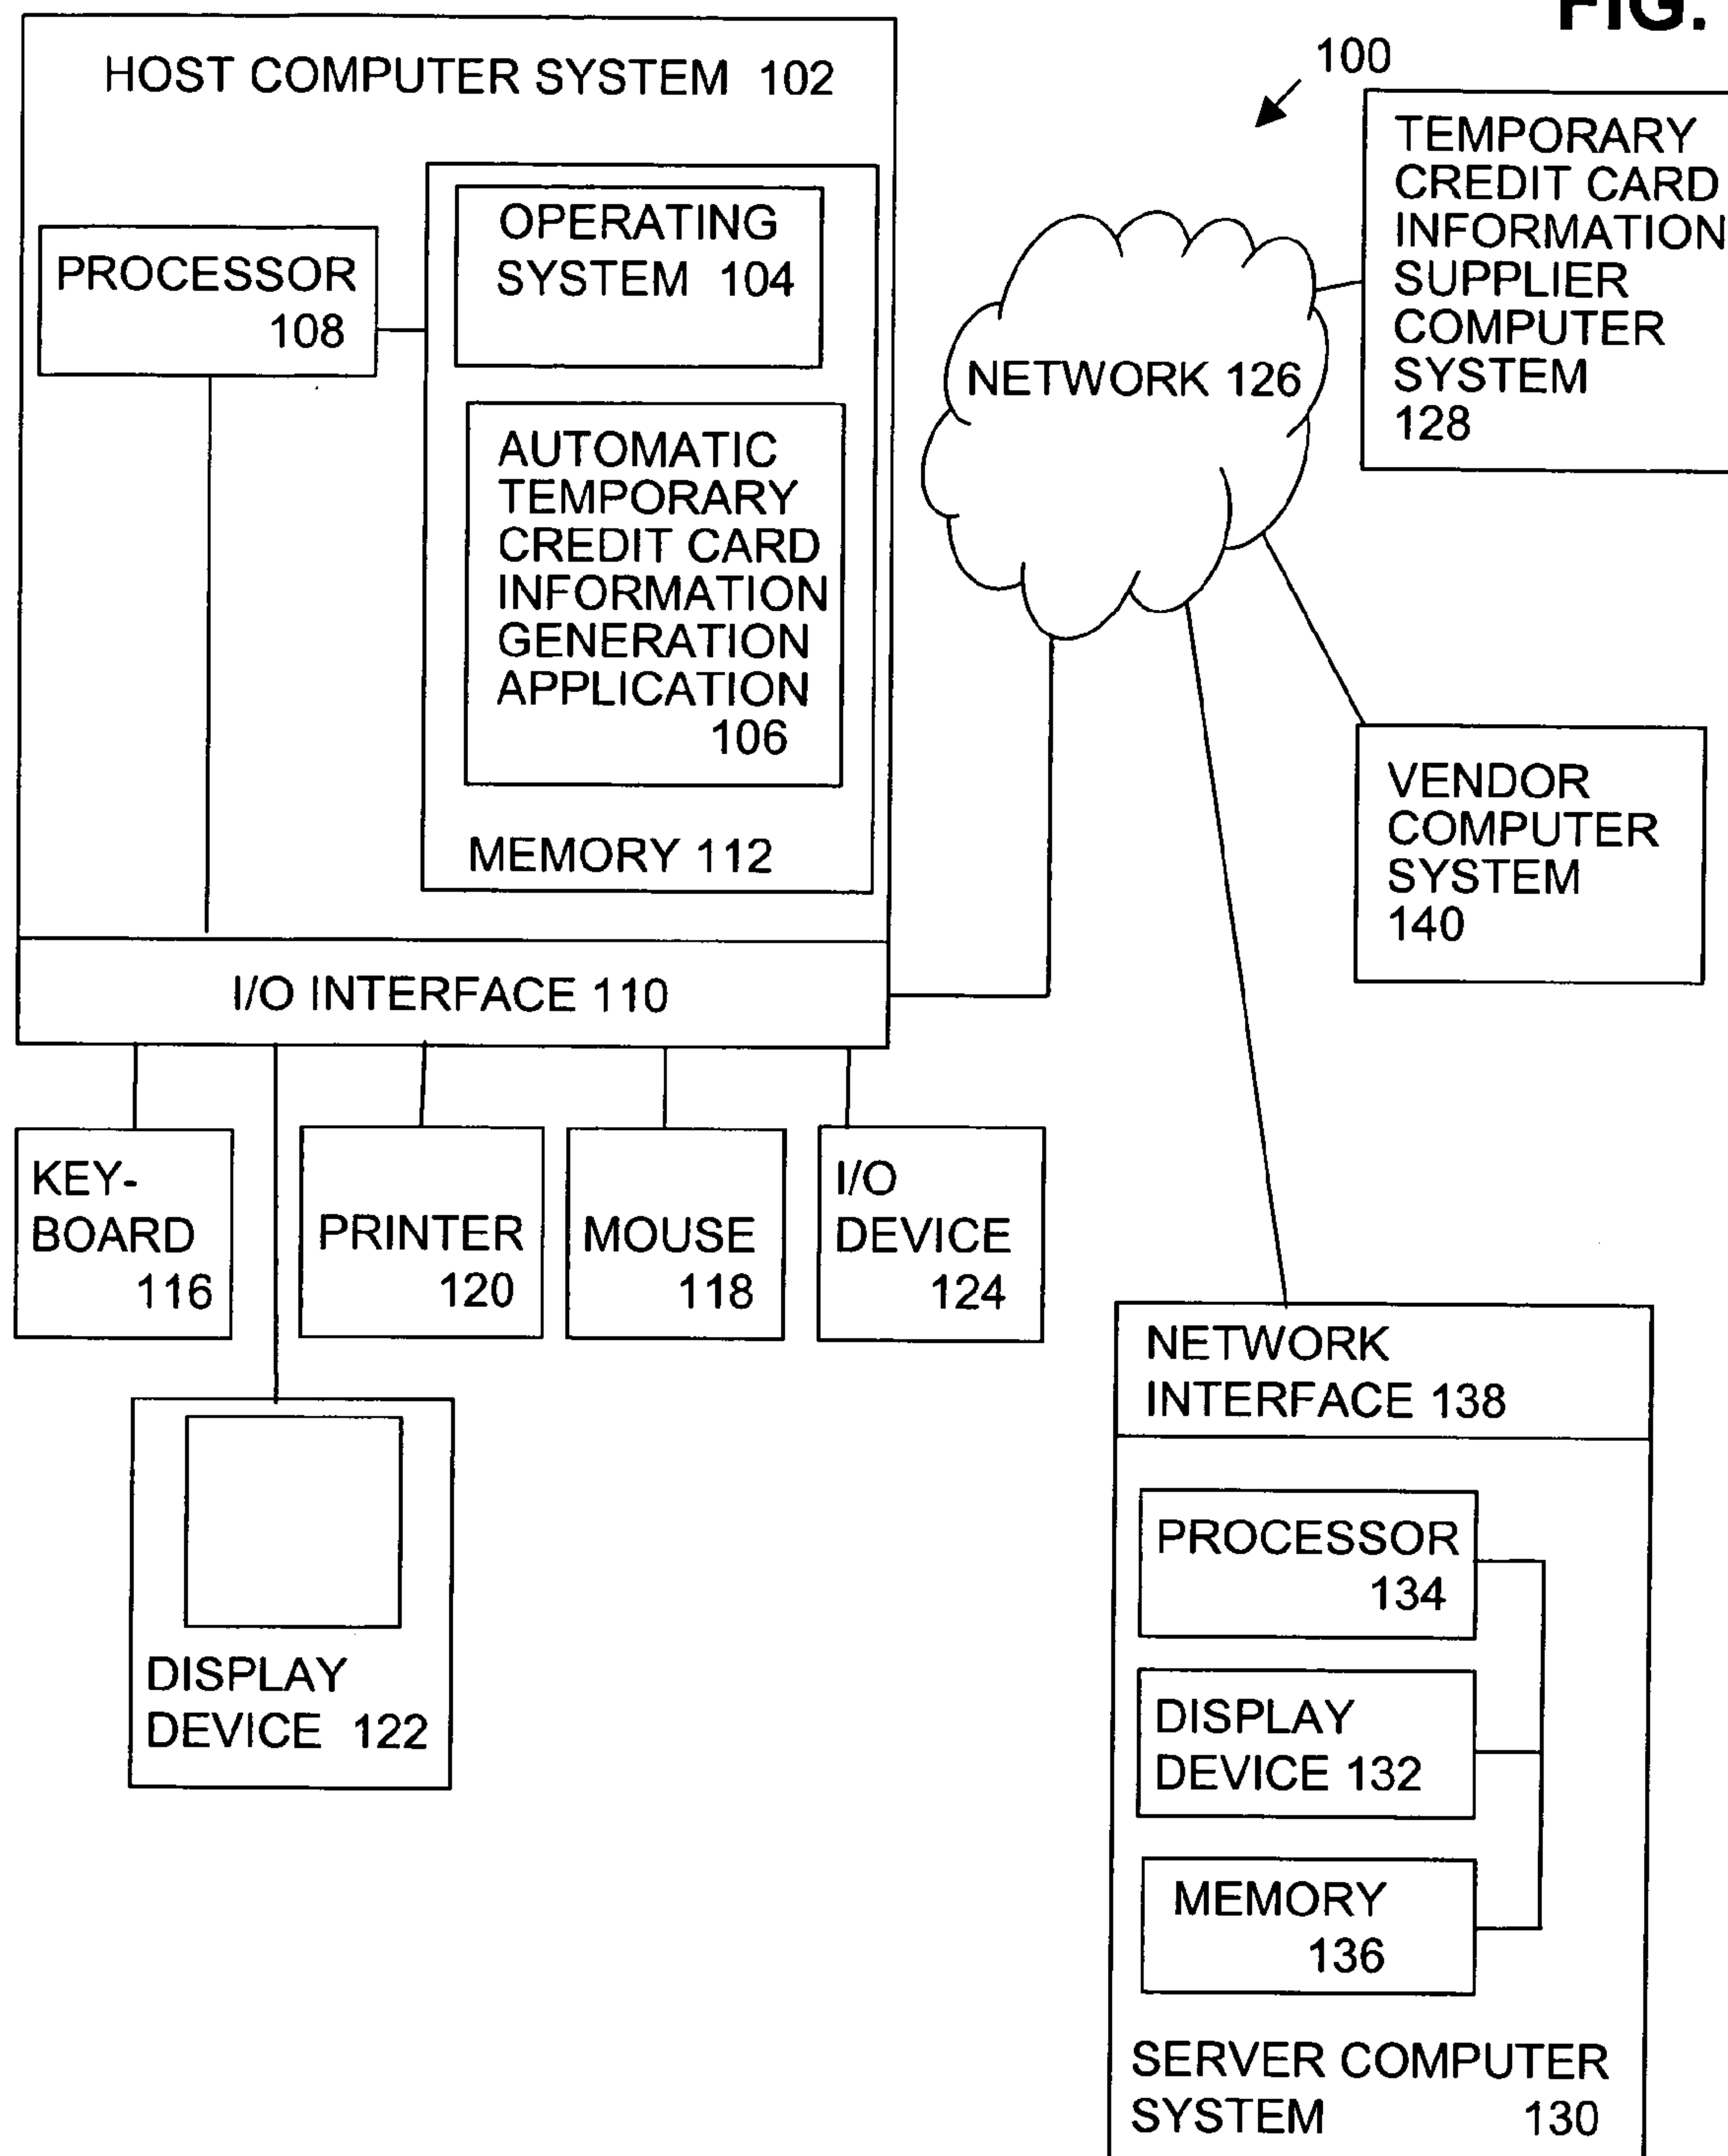 FIG.
100
HOST COMPUTER SYSTEM 102
PROCESSOR
108
OPERATING
SYSTEM 104
AUTOMATIC
TEMPORARY
CREDIT CARD
INFORMATION
GENERATION
APPLICATION
106
MEMORY 112
I/O INTERFACE 110
NETWORK 126
TEMPORARY
CREDIT CARD
INFORMATION
SUPPLIER
COMPUTER
SYSTEM
128
VENDOR
COMPUTER
SYSTEM
140
KEY-
BOARD
116
PRINTER
120
MOUSE
118
I/O
DEVICE
124
DISPLAY
DEVICE 122
NETWORK
INTERFACE 138
PROCESSOR
134
DISPLAY
DEVICE 132
MEMORY
136
SERVER COMPUTER
SYSTEM 130